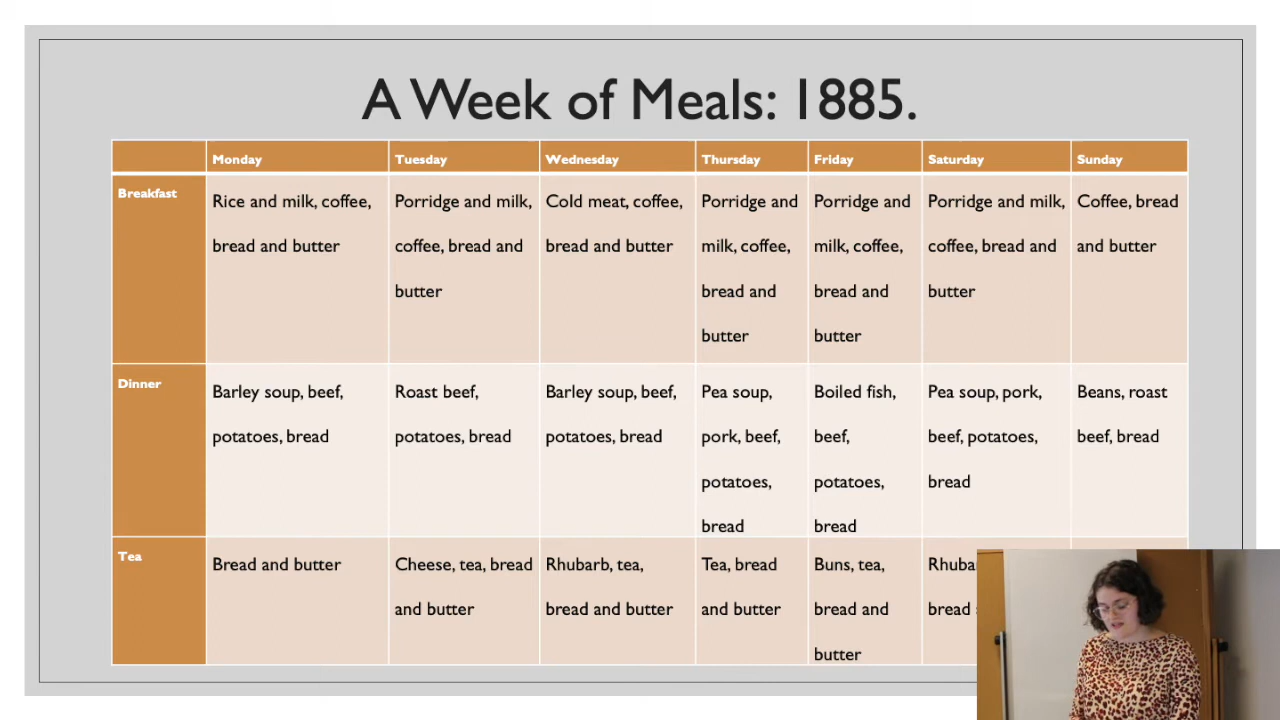 A Week of Meals: 1885.
Monday Tuesday Wednesday Thursday Friday Saturday Sunday
Breakfast
Rice and milk, coffee,
bread and butter
Porridge and milk,
coffee, bread and
butter
Cold meat, coffee,
bread and butter
Porridge and
milk, coffee,
bread and
butter
Porridge and
milk, coffee,
bread and
butter
Porridge and milk,
coffee, bread and
butter
Coffee, bread
and butter
Dinner
Barley soup, beef,
potatoes, bread
Roast beef,
potatoes, bread
Barley soup, beef,
potatoes, bread
Pea soup,
pork, beef,
potatoes,
bread
Boiled fish,
beef,
potatoes,
bread
Pea soup, pork,
beef, potatoes,
bread
Beans, roast
beef, bread
Tea
Bread and butter
Cheese, tea, bread
and butter
Rhubarb, tea,
bread and butter
Tea, bread
and butter
Buns, tea,
bread and
butter
bread